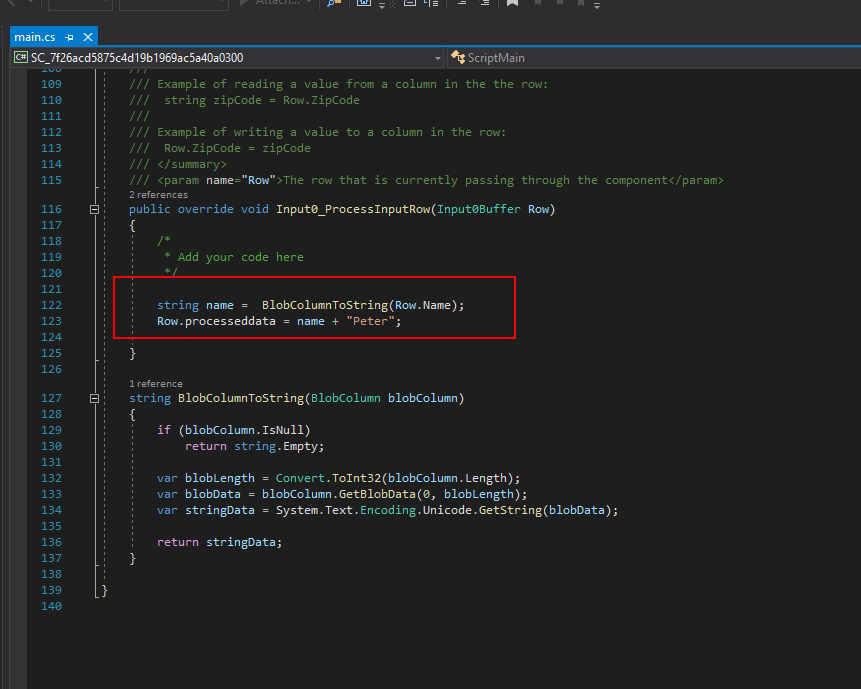 Attach...
main.cs
SC_7f26acd5875c4d19b1969ac5a40a0300
ScriptMain
108 ///
109 /// Example of reading a value from a column in the the row:
110 ///  string zipCode = Row.ZipCode
111 ///
112 /// Example of writing a value to a column in the row:
113 ///  Row.ZipCode = zipCode
114 /// </summary>
115 /// <param name="Row">The row that is currently passing through the component</param>
2 references
116 public override void Input0_ProcessInputRow(Input0Buffer Row)
117 {
118 /*
119 * Add your code here
120 */
121
122 string name =  BlobColumnToString(Row.Name);
123 Row.processeddata = name + "Peter";
124
125 }
126
1 reference
127 string BlobColumnToString(BlobColumn blobColumn)
128 {
129 if (blobColumn.IsNull)
130 return string.Empty;
131
132 var blobLength = Convert.ToInt32(blobColumn.Length);
133 var blobData = blobColumn.GetBlobData(0, blobLength);
134 var stringData = System.Text.Encoding.Unicode.GetString(blobData);
135
136 return stringData;
137 }
138
139 }
140